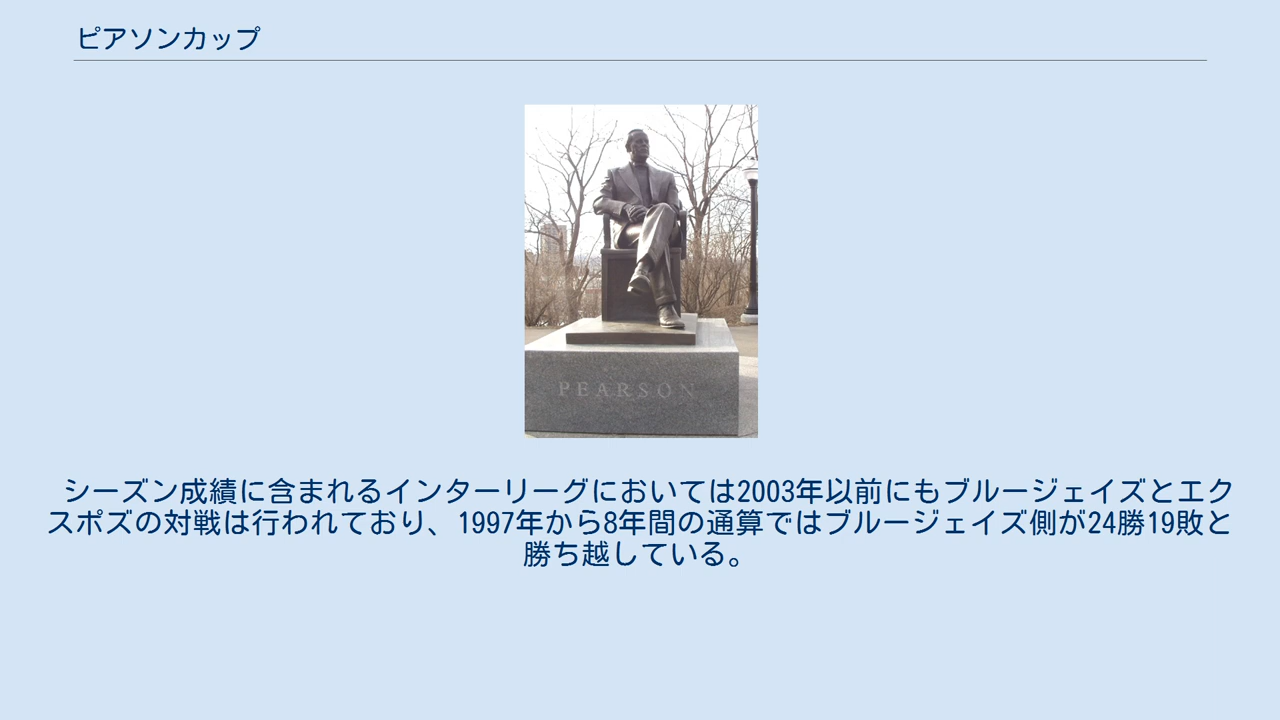 ピアソンカップ
PEARSON
シーズン成績に含まれるインターリーグにおいては2003年以前にもブルージェイズとエク
スポズの対戦は行われており、1997年から8年間の通算ではブルージェイズ側が24勝19敗と
勝ち越している。